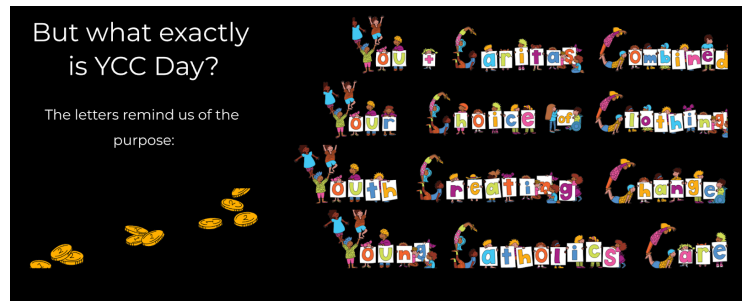 But what exactly
is YCC Day?
The letters remind us of the
purpose:
You + Caritas Combined
Your Choice of Clothing
Youth Creating Change
Young Catholics Care